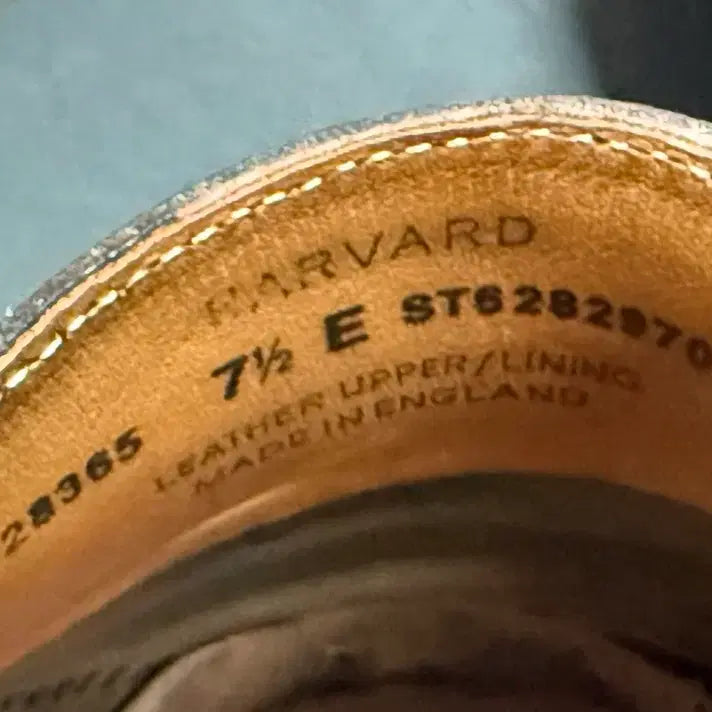 HARVARD
7½ E ST6282970
28365
LEATHER UPPER/LINING
MADE IN ENGLAND